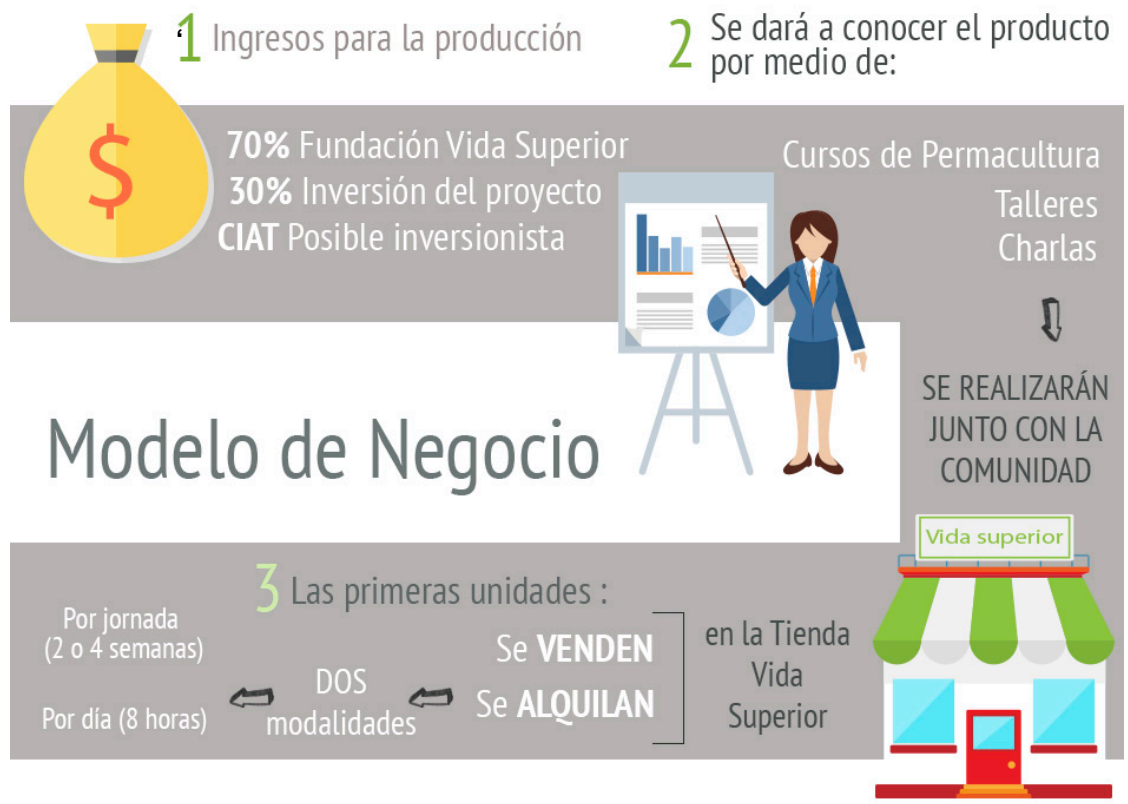 1 Ingresos para la producción
70% Fundación Vida Superior
30% Inversión del proyecto
CIAT Posible inversionista
$
2 Se dará a conocer el producto
por medio de:
Cursos de Permacultura
Talleres
Charlas
SE REALIZARÁN
JUNTO CON LA
COMUNIDAD
Modelo de Negocio
Vida superior
3 Las primeras unidades :
Se VENDEN
Se ALQUILAN
en la Tienda
Vida
Superior
DOS
modalidades
Por jornada
(2 o 4 semanas)
Por día (8 horas)